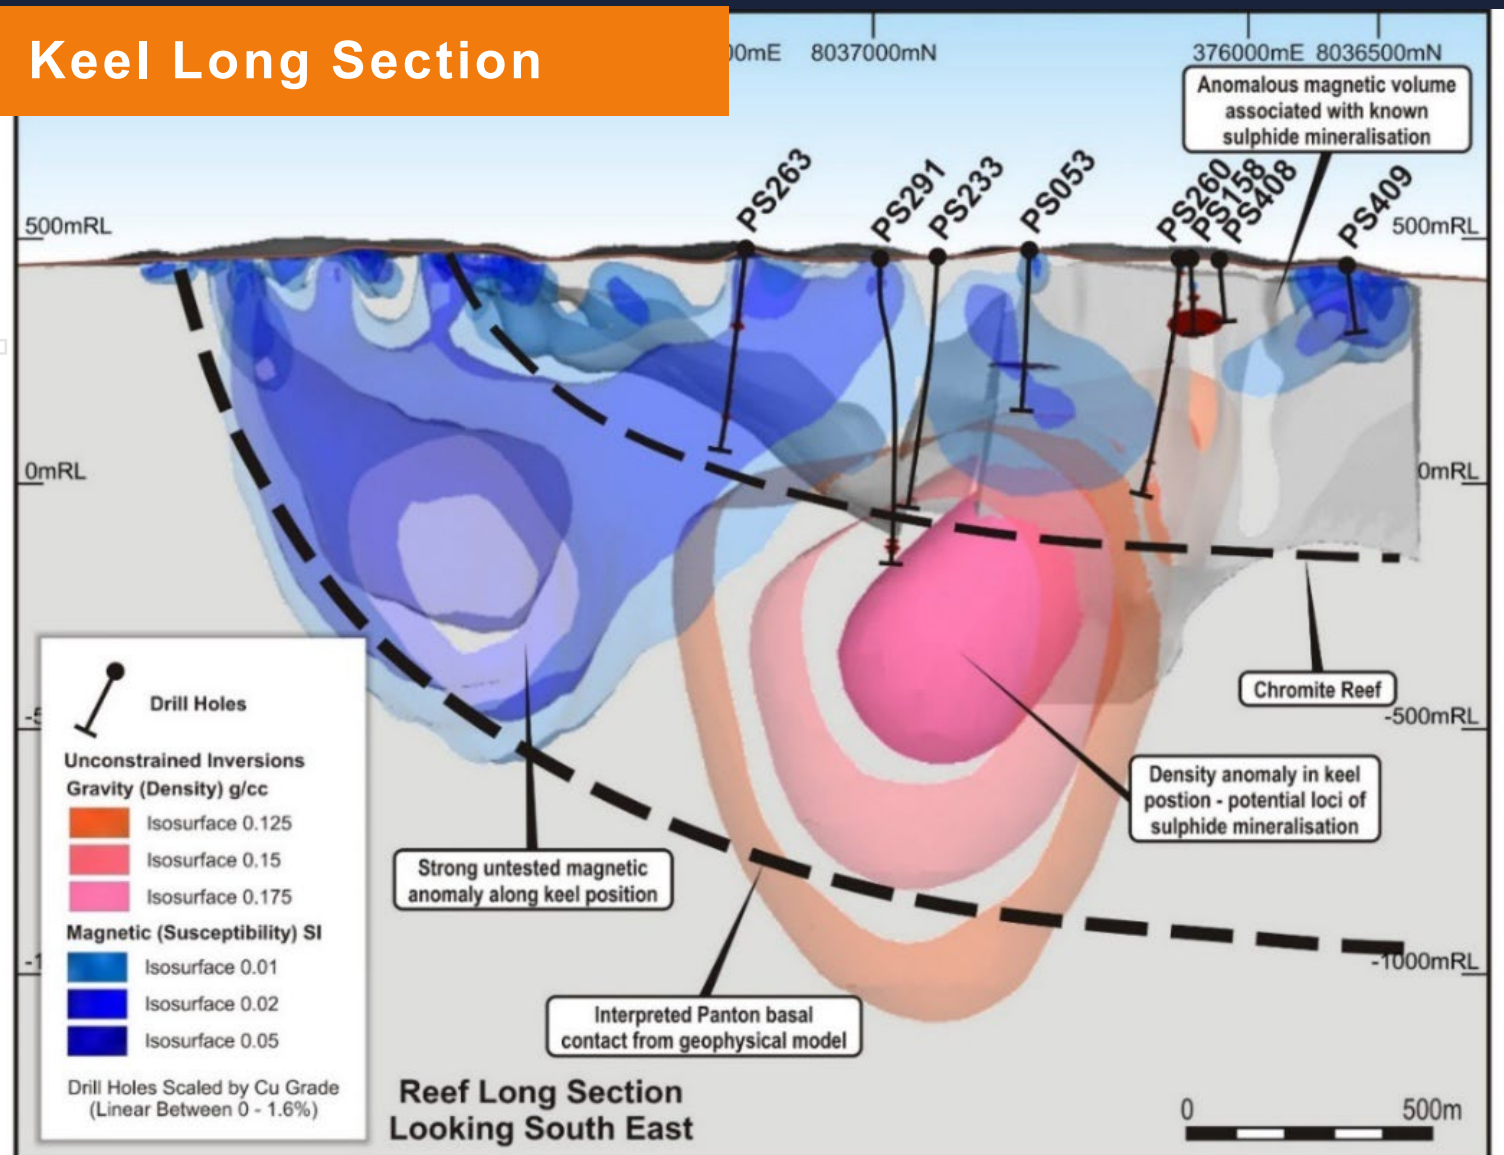 Keel Long Section
8037000mN
376000mE 8036500mN
Anomalous magnetic volume
associated with known
sulphide mineralisation
PS263
PS291
PS233
PS053
PS260
PS158
PS408
PS409
500mRL
500mRL
0mRL
0mRL
Chromite Reef
-500mRL
Drill Holes
Unconstrained Inversions
Gravity (Density) g/cc
Isosurface 0.125
Isosurface 0.15
Isosurface 0.175
Magnetic (Susceptibility) SI
Isosurface 0.01
Isosurface 0.02
Isosurface 0.05
Drill Holes Scaled by Cu Grade
(Linear Between 0 - 1.6%)
Density anomaly in keel
postion - potential loci of
sulphide mineralisation
Strong untested magnetic
anomaly along keel position
-1000mRL
Interpreted Panton basal
contact from geophysical model
Reef Long Section
Looking South East
0 500m